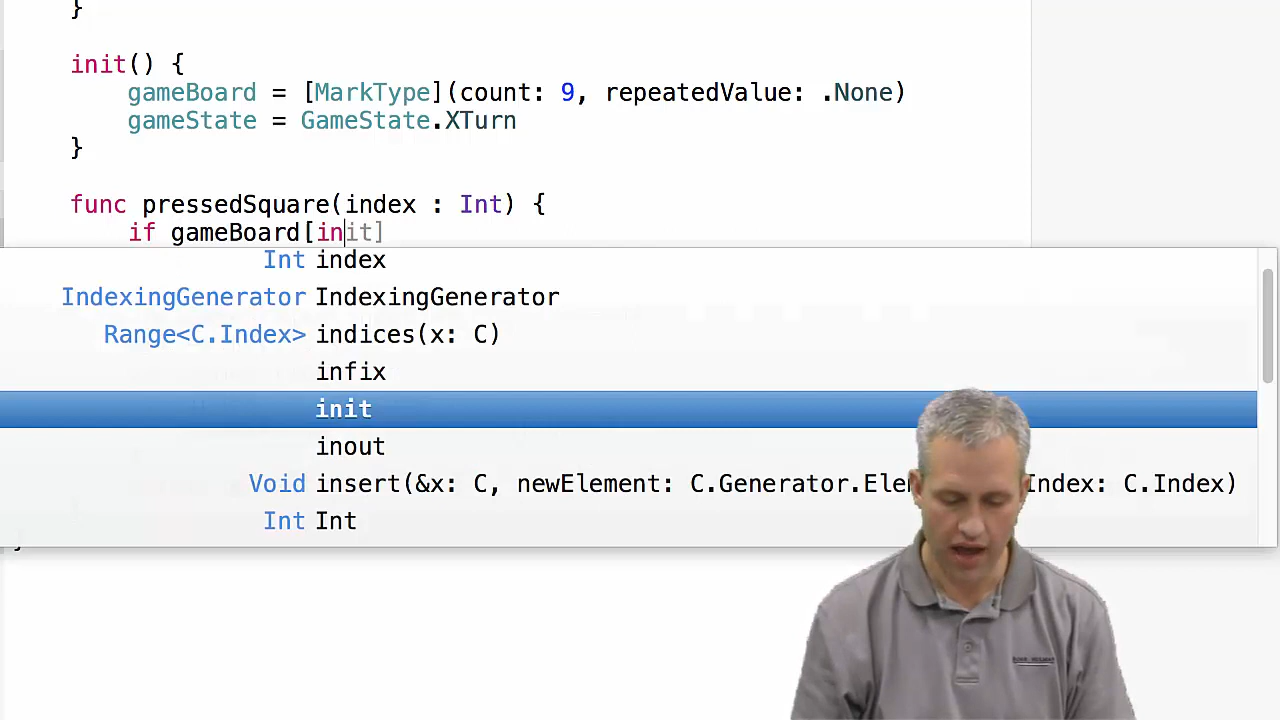 }
init() {
gameBoard = [MarkType](count: 9, repeatedValue: .None)
gameState = GameState.XTurn
}
func pressedSquare(index : Int) {
if gameBoard[init]
Int index
IndexingGenerator IndexingGenerator
Range<C.Index> indices(x: C)
infix
init
inout
Void insert(&x: C, newElement: C.Generator.Ele Index: C.Index)
Int Int
}